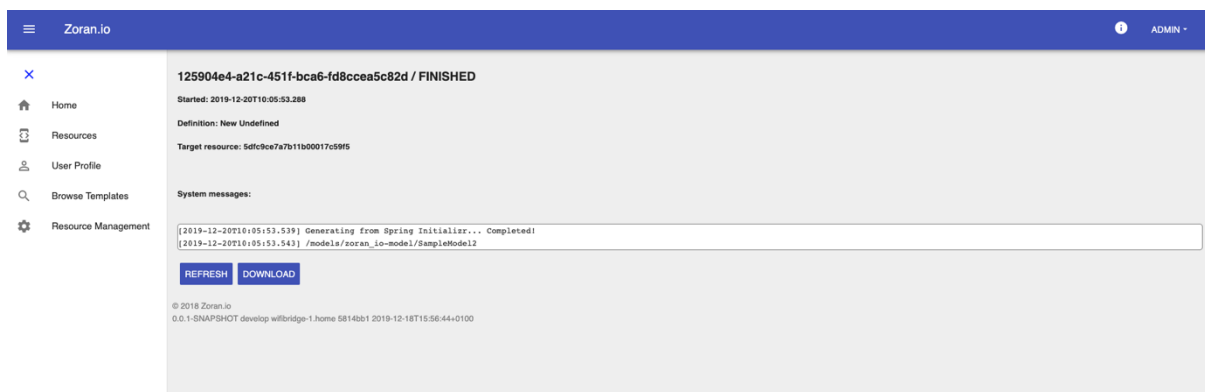 Zoran.io
ADMIN
125904e4-a21c-451f-bca6-fd8ccea5c82d / FINISHED
Started: 2019-12-20T10:05:53.288
Home
Definition: New Undefined
Resources
Target resource: 5dfc9ce7a7b11b00017c59f5
User Profile
Browse Templates
System messages:
Resource Management
[2019-12-20T10:05:53.539] Generating from Spring Initializr... Completed!
[2019-12-20T10:05:53.543] /models/zoran_io-model/SampleModel2
REFRESH DOWNLOAD
© 2018 Zoran.io
0.0.1-SNAPSHOT develop wifibridge-1.home 5814bb1 2019-12-18T15:56:44+0100